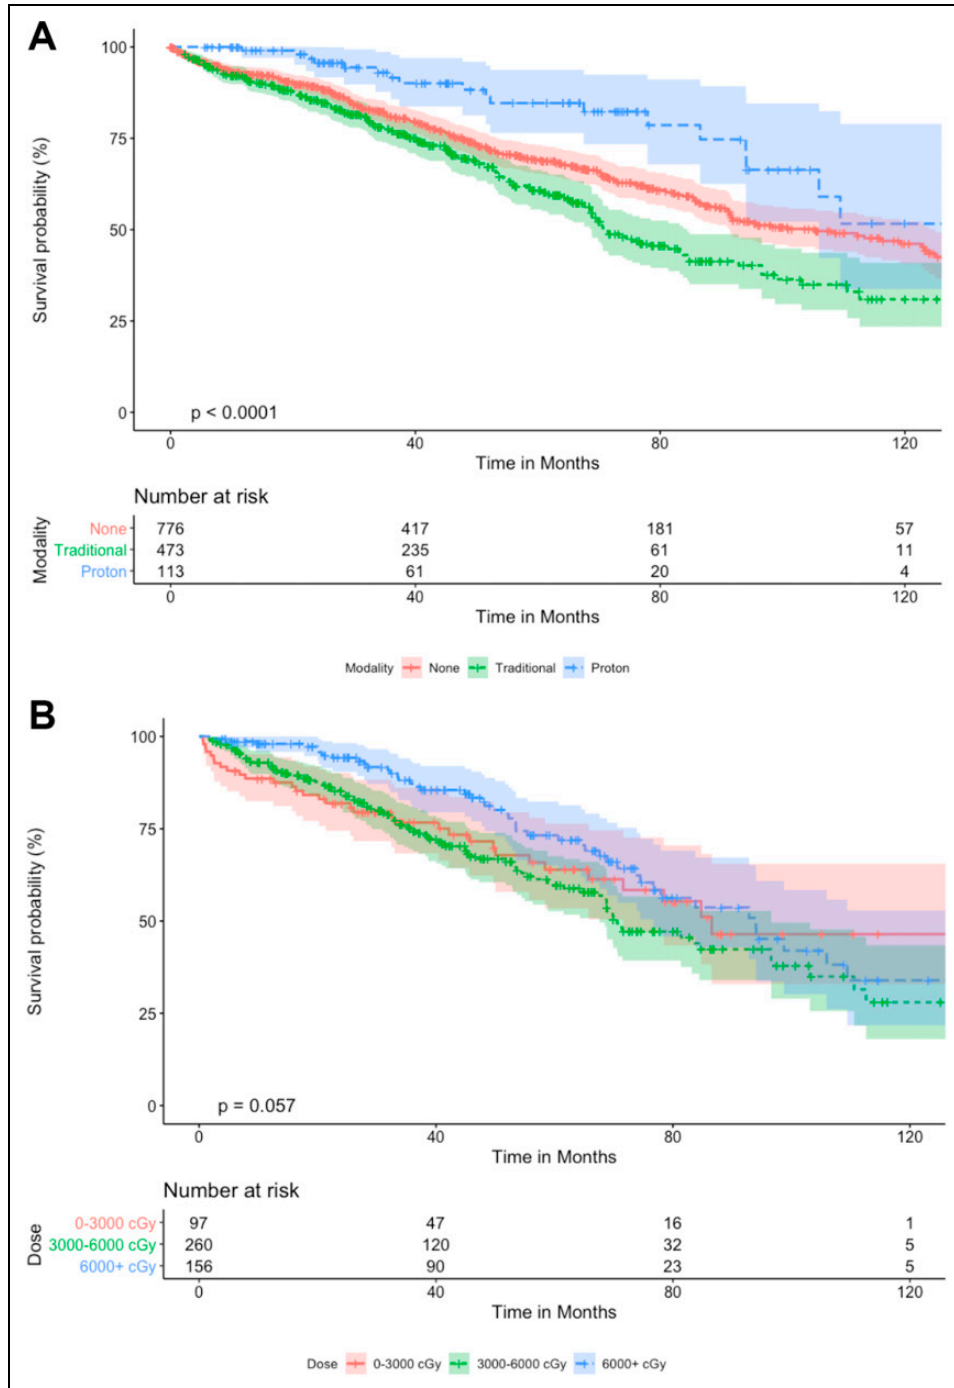 A
Survival probability (%)
100
75
50
25
0
p < 0.0001
0 40 80 120
Time in Months
Number at risk
Modality
None 776 417 181 57
Traditional 473 235 61 11
Proton 113 61 20 4
0 40 80 120
Time in Months
Modality None Traditional Proton
B
Survival probability (%)
100
75
50
25
0
p = 0.057
0 40 80 120
Time in Months
Number at risk
Dose
0-3000 cGy 97 47 16 1
3000-6000 cGy 260 120 32 5
6000+ cGy 156 90 23 5
0 40 80 120
Time in Months
Dose 0-3000 cGy 3000-6000 cGy 6000+ cGy